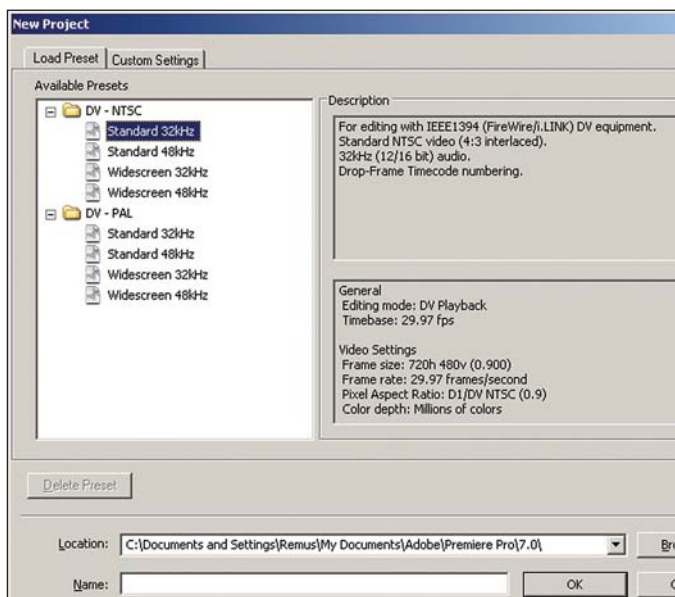 New Project
Load Preset
Custom Settings
Available Presets
DV - NTSC
Standard 32kHz
Standard 48kHz
Widescreen 32kHz
Widescreen 48kHz
DV - PAL
Standard 32kHz
Standard 48kHz
Widescreen 32kHz
Widescreen 48kHz
Description
For editing with IEEE1394 (FireWire/i.LINK) DV equipment.
Standard NTSC video (4:3 interlaced).
32kHz (12/16 bit) audio.
Drop-Frame Timecode numbering.
General
Editing mode: DV Playback
Timebase: 29.97 fps
Video Settings
Frame size: 720h 480v (0.900)
Frame rate: 29.97 frames/second
Pixel Aspect Ratio: D1/DV NTSC (0.9)
Color depth: Millions of colors
Delete Preset
Location: C:\Documents and Settings\Remus\My Documents\Adobe\Premiere Pro\7.0\
Name:
OK